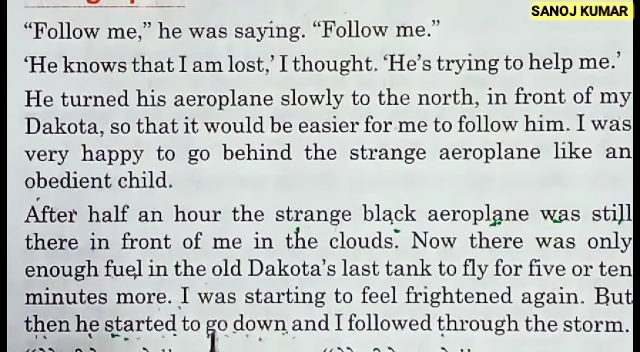 SANOJ KUMAR
“Follow me,” he was saying. “Follow me.”
‘He knows that I am lost,’ I thought. ‘He’s trying to help me.’
He turned his aeroplane slowly to the north, in front of my
Dakota, so that it would be easier for me to follow him. I was
very happy to go behind the strange aeroplane like an
obedient child.
After half an hour the strange black aeroplane was still
there in front of me in the clouds. Now there was only
enough fuel in the old Dakota’s last tank to fly for five or ten
minutes more. I was starting to feel frightened again. But
then he started to go down and I followed through the storm.